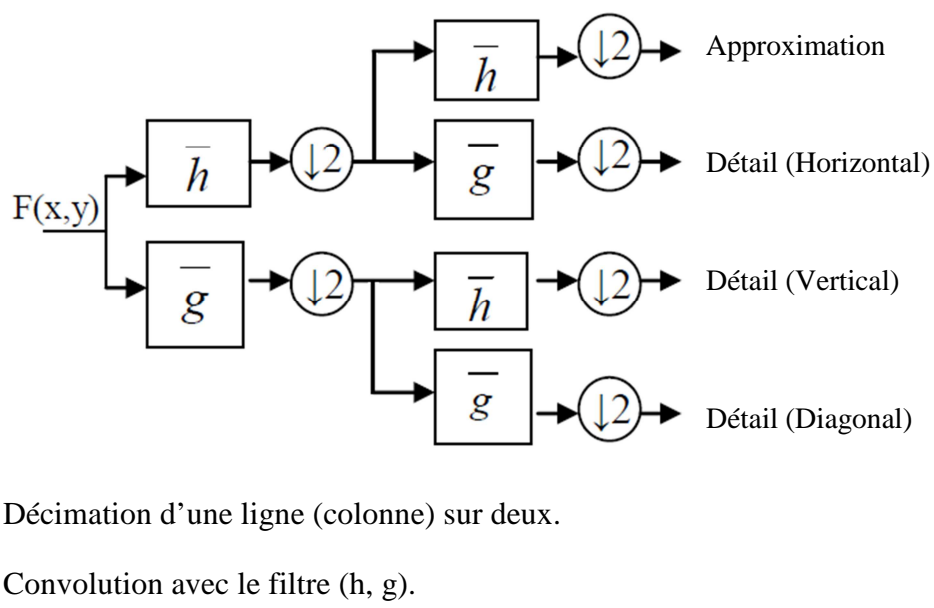 h̅ ↓2 Approximation
h̅ ↓2 g̅ ↓2 Détail (Horizontal)
F(x,y)
g̅ ↓2 h̅ ↓2 Détail (Vertical)
g̅ ↓2 Détail (Diagonal)
Décimation d’une ligne (colonne) sur deux.
Convolution avec le filtre (h, g).